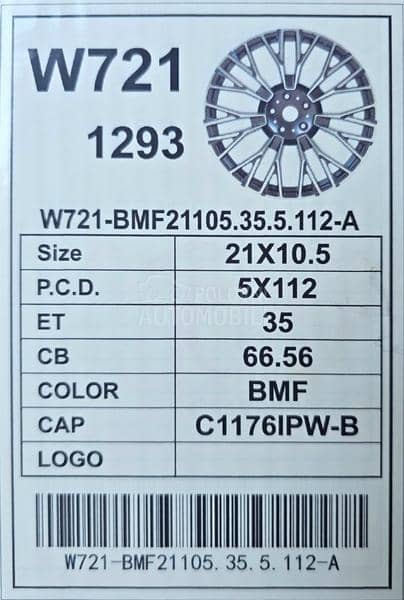 W721
1293
W721-BMF21105.35.5.112-A
Size 21X10.5
P.C.D. 5X112
ET 35
CB 66.56
COLOR BMF
CAP C1176IPW-B
LOGO
W721-BMF21105.35.5.112-A